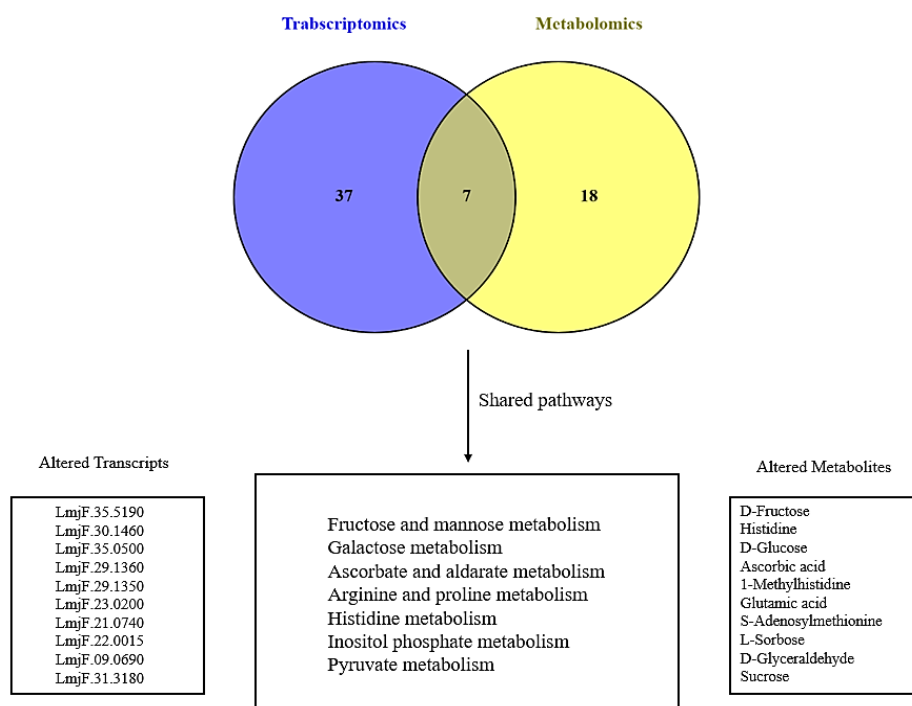 Trabscriptomics
Metabolomics
37
7
18
Shared pathways
Altered Transcripts
LmjF.35.5190
LmjF.30.1460
LmjF.35.0500
LmjF.29.1360
LmjF.29.1350
LmjF.23.0200
LmjF.21.0740
LmjF.22.0015
LmjF.09.0690
LmjF.31.3180
Fructose and mannose metabolism
Galactose metabolism
Ascorbate and aldarate metabolism
Arginine and proline metabolism
Histidine metabolism
Inositol phosphate metabolism
Pyruvate metabolism
Altered Metabolites
D-Fructose
Histidine
D-Glucose
Ascorbic acid
1-Methylhistidine
Glutamic acid
S-Adenosylmethionine
L-Sorbose
D-Glyceraldehyde
Sucrose